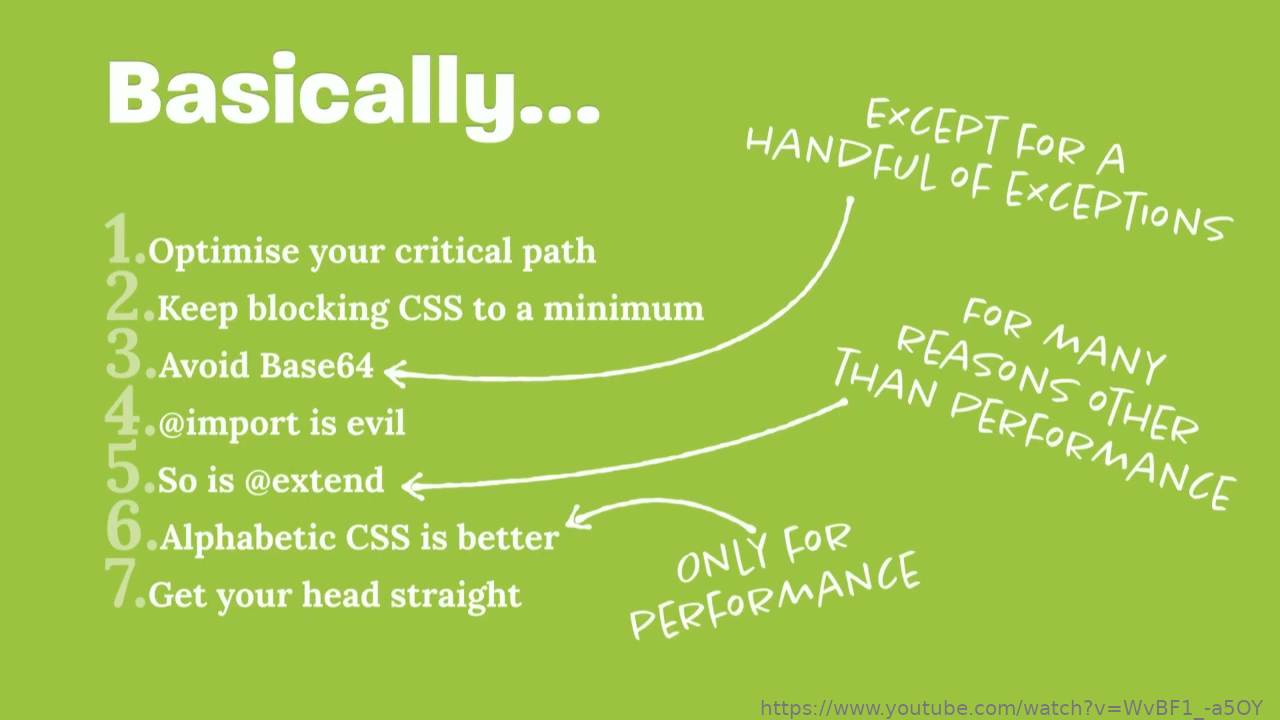 Basically...
EXCEPT FOR A
HANDFUL OF EXCEPTIONS
1. Optimise your critical path
2. Keep blocking CSS to a minimum
3. Avoid Base64
4. @import is evil
5. So is @extend
6. Alphabetic CSS is better
7. Get your head straight
FOR MANY
REASONS OTHER
THAN PERFORMANCE
ONLY FOR
PERFORMANCE
https://www.youtube.com/watch?v=WvBF1_-a5OY